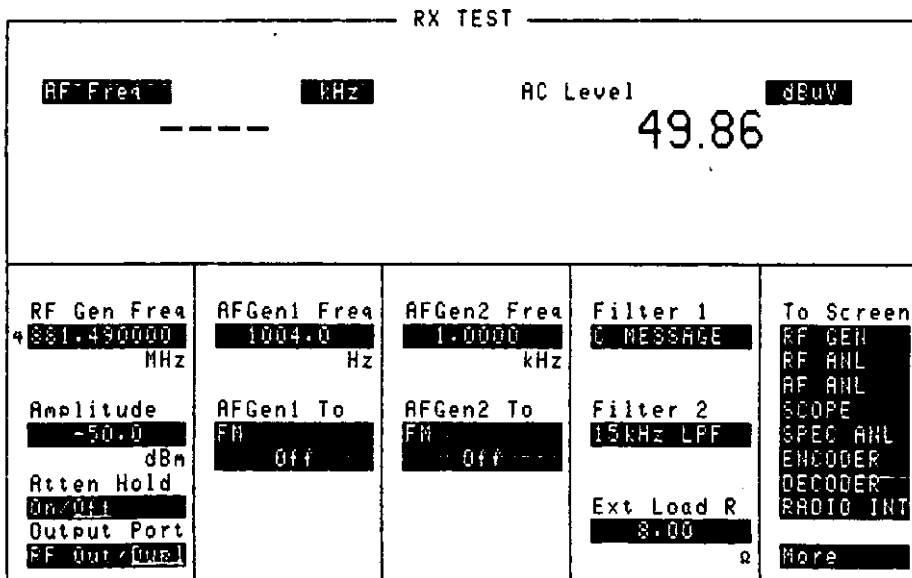 RX TEST
AF Freq kHz
----
AC Level dBuV
49.86
RF Gen Freq
881.490000
MHz
Amplitude
-50.0
dBm
Atten Hold
On/Off
Output Port
RF Out/Dupl
AFGen1 Freq
1004.0
Hz
AFGen1 To
FM
Off
AFGen2 Freq
1.0000
kHz
AFGen2 To
FM
Off
Filter 1
C MESSAGE
Filter 2
15kHz LPF
Ext Load R
8.00
Ω
To Screen
RF GEN
RF ANL
AF ANL
SCOPE
SPEC ANL
ENCODER
DECODER
RADIO INT
More